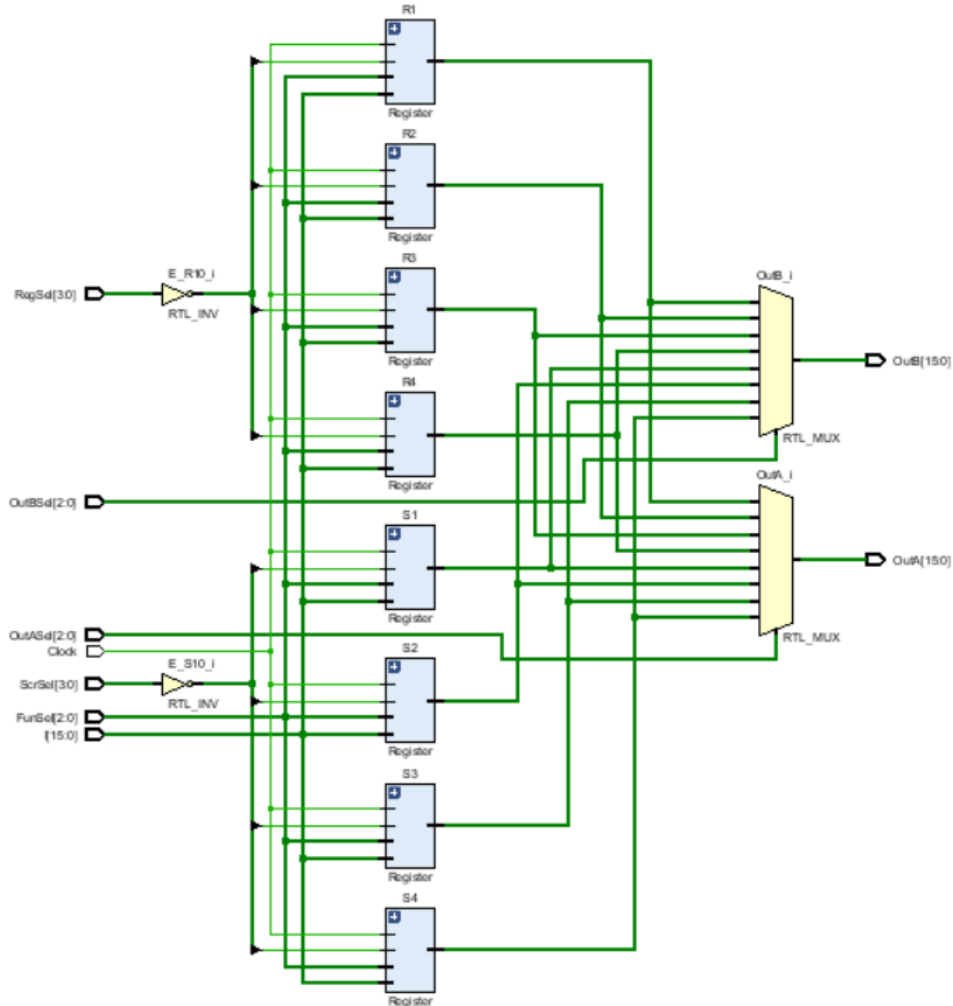 R1
Register
R2
Register
R3
Register
R4
Register
S1
Register
S2
Register
S3
Register
S4
Register
RegSel[3:0]
E_R10_i
RTL_INV
OutBSel[2:0]
OutASel[2:0]
Clock
ScrSel[3:0]
E_S10_i
RTL_INV
FunSel[2:0]
I[15:0]
OutB_i
RTL_MUX
OutB[15:0]
OutA_i
RTL_MUX
OutA[15:0]